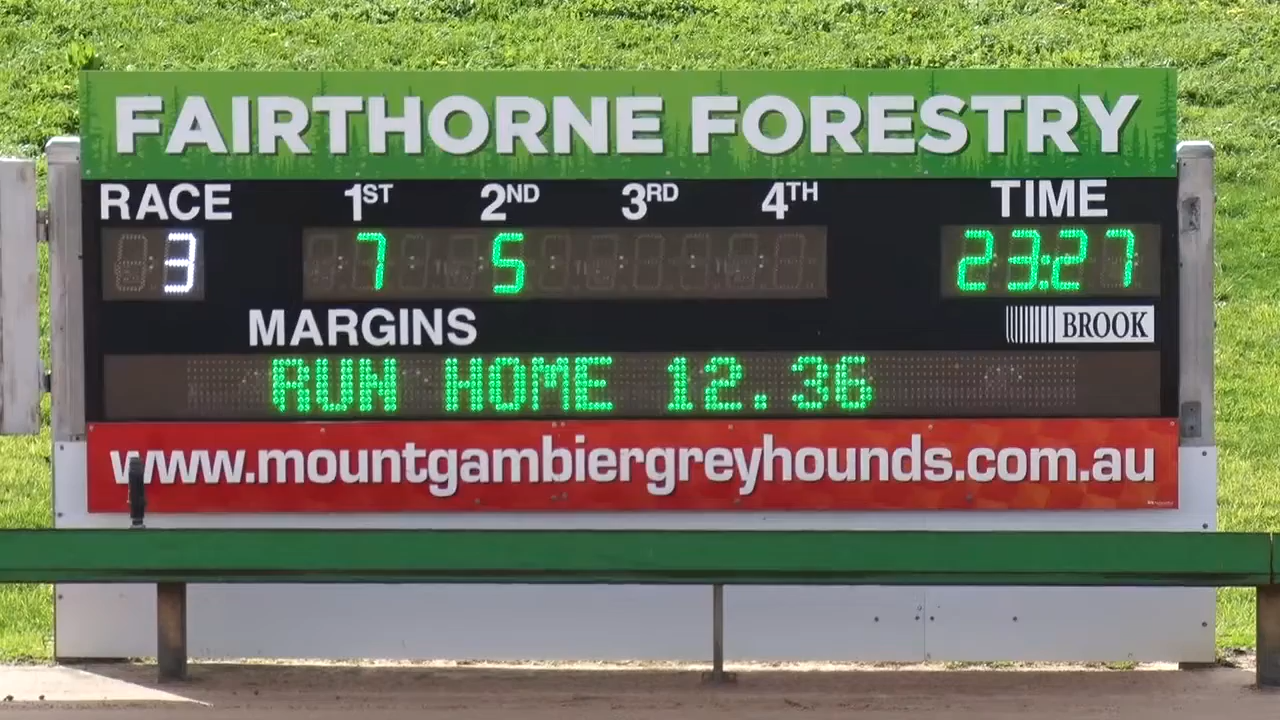 FAIRTHORNE FORESTRY
RACE 1ST 2ND 3RD 4TH TIME
3 7 5 23:27
MARGINS
BROOK
RUN HOME 12.36
www.mountgambiergreyhounds.com.au